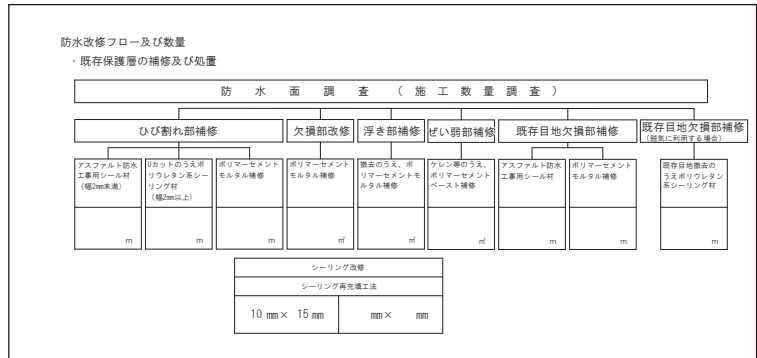 防水改修フロー及び数量
・既存保護層の補修及び処置
防水面調査（施工数量調査）
ひび割れ部補修
欠損部改修
浮き部補修
ぜい弱部補修
既存目地欠損部補修
既存目地欠損部補修
（脱気に利用する場合）
アスファルト防水
工事用シール材
（幅2mm未満）
Uカットのうえポ
リウレタン系シー
リング材
（幅2mm以上）
ポリマーセメント
モルタル補修
ポリマーセメント
モルタル補修
撤去のうえ、ポ
リマーセメントモ
ルタル補修
ケレン等のうえ、
ポリマーセメント
ペースト補修
アスファルト防水
工事用シール材
ポリマーセメント
モルタル補修
既存目地撤去の
うえポリウレタン
系シーリング材
m
m
m
㎡
㎡
㎡
m
m
m
シーリング改修
シーリング再充填工法
10 mm× 15 mm
mm× mm